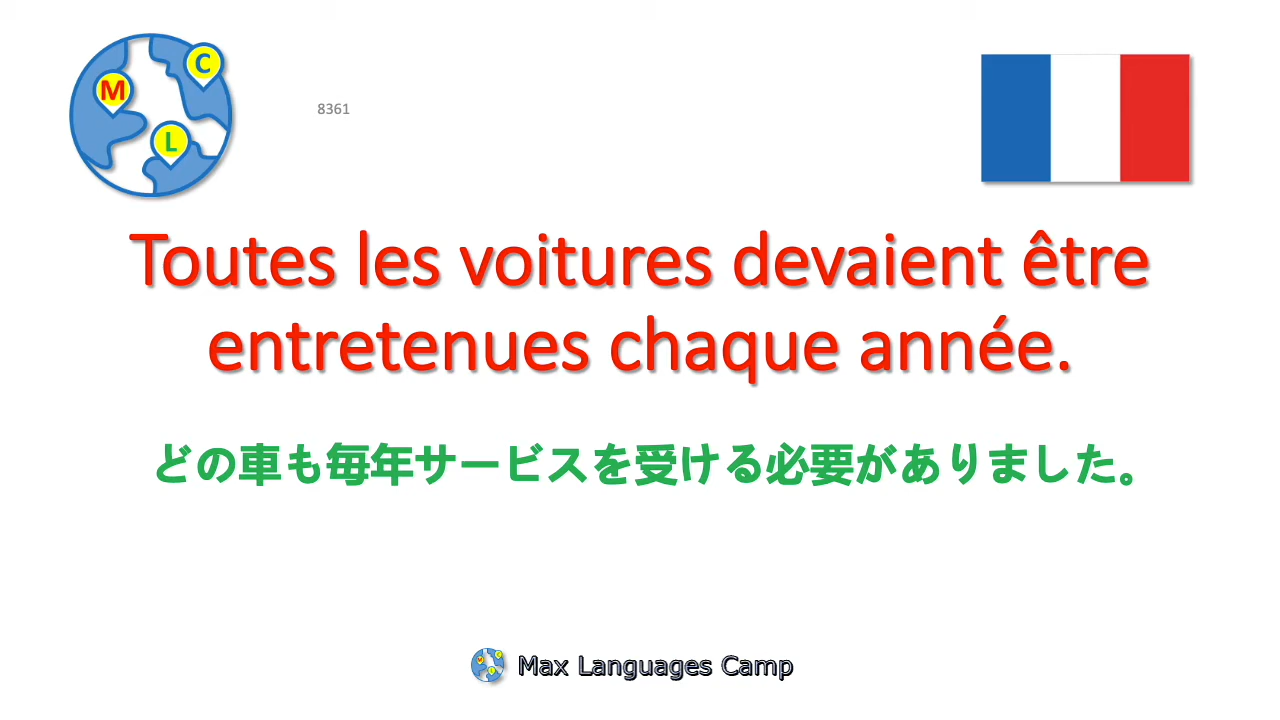 C
M
L
8361
Toutes les voitures devaient être
entretenues chaque année.
どの車も毎年サービスを受ける必要がありました。
Max Languages Camp